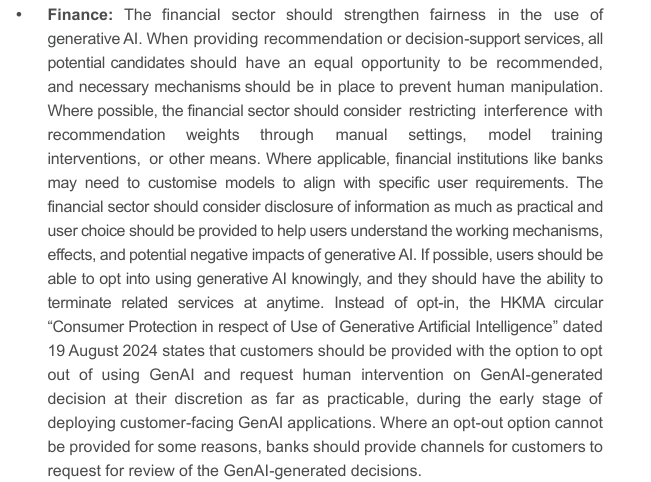 • Finance: The financial sector should strengthen fairness in the use of
generative AI. When providing recommendation or decision-support services, all
potential candidates should have an equal opportunity to be recommended,
and necessary mechanisms should be in place to prevent human manipulation.
Where possible, the financial sector should consider restricting interference with
recommendation weights through manual settings, model training
interventions, or other means. Where applicable, financial institutions like banks
may need to customise models to align with specific user requirements. The
financial sector should consider disclosure of information as much as practical and
user choice should be provided to help users understand the working mechanisms,
effects, and potential negative impacts of generative AI. If possible, users should be
able to opt into using generative AI knowingly, and they should have the ability to
terminate related services at anytime. Instead of opt-in, the HKMA circular
“Consumer Protection in respect of Use of Generative Artificial Intelligence” dated
19 August 2024 states that customers should be provided with the option to opt
out of using GenAI and request human intervention on GenAI-generated
decision at their discretion as far as practicable, during the early stage of
deploying customer-facing GenAI applications. Where an opt-out option cannot
be provided for some reasons, banks should provide channels for customers to
request for review of the GenAI-generated decisions.